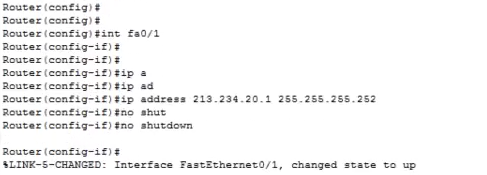 Router(config)#
Router(config)#
Router(config)#int fa0/1
Router(config-if)#
Router(config-if)#
Router(config-if)#ip a
Router(config-if)#ip ad
Router(config-if)#ip address 213.234.20.1 255.255.255.252
Router(config-if)#no shut
Router(config-if)#no shutdown
Router(config-if)#
%LINK-5-CHANGED: Interface FastEthernet0/1, changed state to up